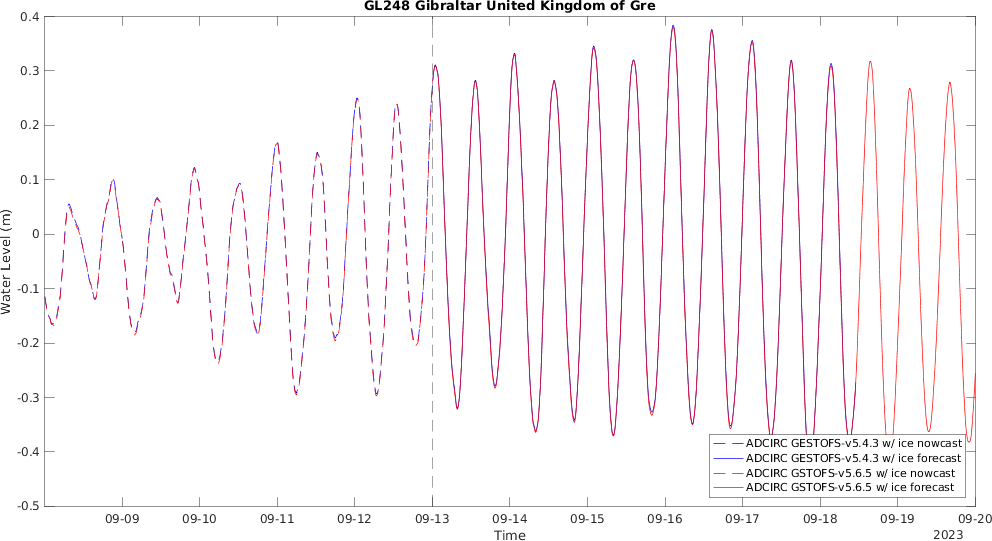 GL248 Gibraltar United Kingdom of Gre
0.4
0.3
0.2
0.1
0
-0.1
-0.2
-0.3
-0.4
-0.5
Water Level (m)
ADCIRC GESTOFS-v5.4.3 w/ ice nowcast
ADCIRC GESTOFS-v5.4.3 w/ ice forecast
ADCIRC GSTOFS-v5.6.5 w/ ice nowcast
ADCIRC GSTOFS-v5.6.5 w/ ice forecast
09-09 09-10 09-11 09-12 09-13 09-14 09-15 09-16 09-17 09-18 09-19 09-20
Time
2023